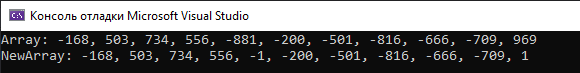 Консоль отладки Microsoft Visual Studio
Array: -168, 503, 734, 556, -881, -200, -501, -816, -666, -709, 969
NewArray: -168, 503, 734, 556, -1, -200, -501, -816, -666, -709, 1